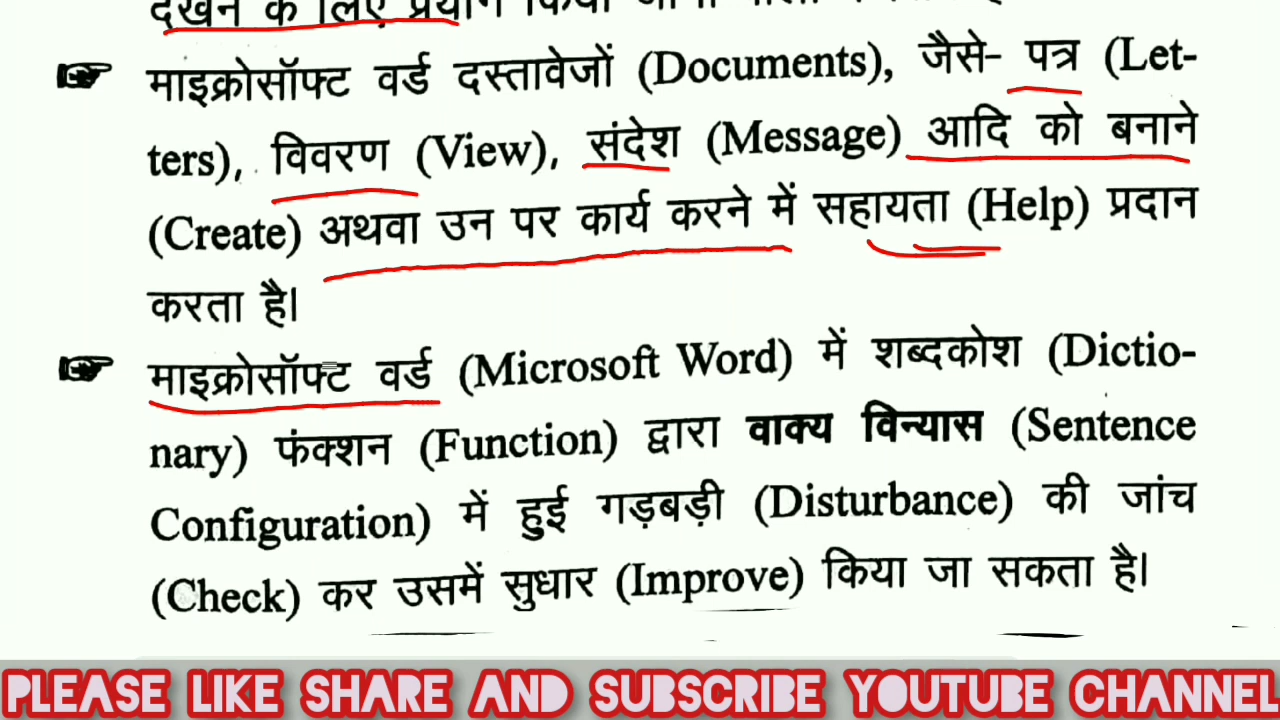 देखने के लिए प्रयोग किया
माइक्रोसॉफ्ट वर्ड दस्तावेजों (Documents), जैसे- पत्र (Let-
ters), विवरण (View), संदेश (Message) आदि को बनाने
(Create) अथवा उन पर कार्य करने में सहायता (Help) प्रदान
करता है।
माइक्रोसॉफ्ट वर्ड (Microsoft Word) में शब्दकोश (Dictio-
nary) फंक्शन (Function) द्वारा वाक्य विन्यास (Sentence
Configuration) में हुई गड़बड़ी (Disturbance) की जांच
(Check) कर उसमें सुधार (Improve) किया जा सकता है।
PLEASE LIKE SHARE AND SUBSCRIBE YOUTUBE CHANNEL